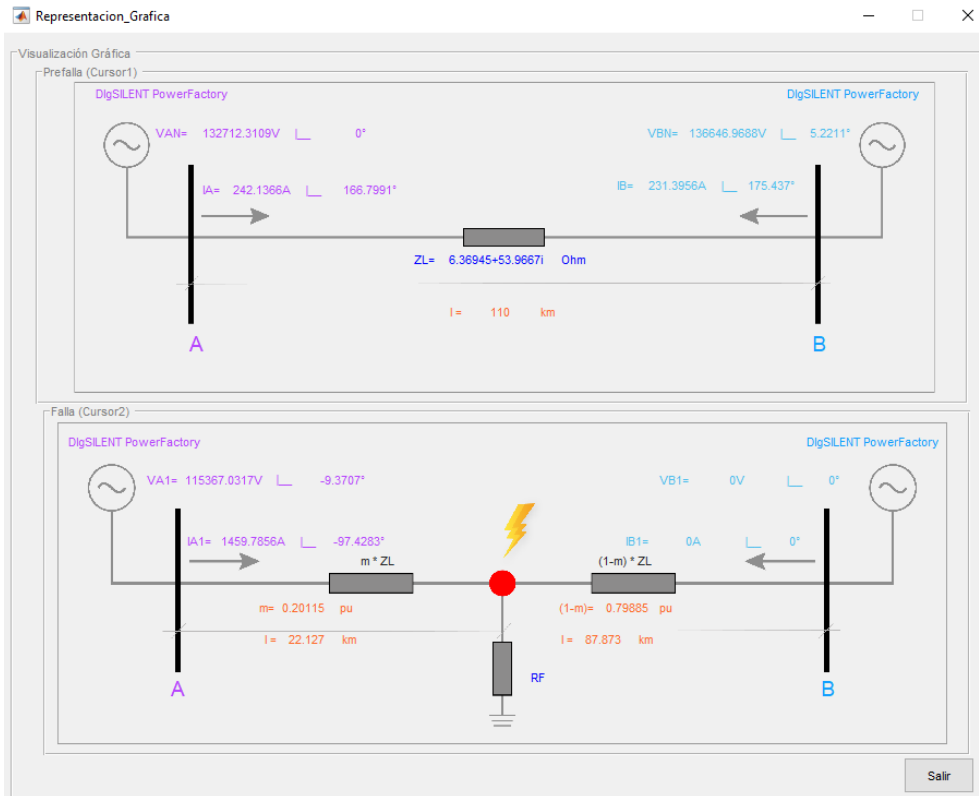 Representacion_Grafica
Visualización Gráfica
Prefalla (Cursor1)
DIgSILENT PowerFactory DIgSILENT PowerFactory
VAN= 132712.3109V |__ 0° VBN= 136646.9688V |__ 5.2211°
IA= 242.1366A |__ 166.7991° IB= 231.3956A |__ 175.437°
ZL= 6.36945+53.9667i Ohm
l = 110 km
A B
Falla (Cursor2)
DIgSILENT PowerFactory DIgSILENT PowerFactory
VA1= 115367.0317V |__ -9.3707° VB1= 0V |__ 0°
IA1= 1459.7856A |__ -97.4283° IB1= 0A |__ 0°
m * ZL (1-m) * ZL
m= 0.20115 pu (1-m)= 0.79885 pu
l = 22.127 km l = 87.873 km
RF
A B
Salir